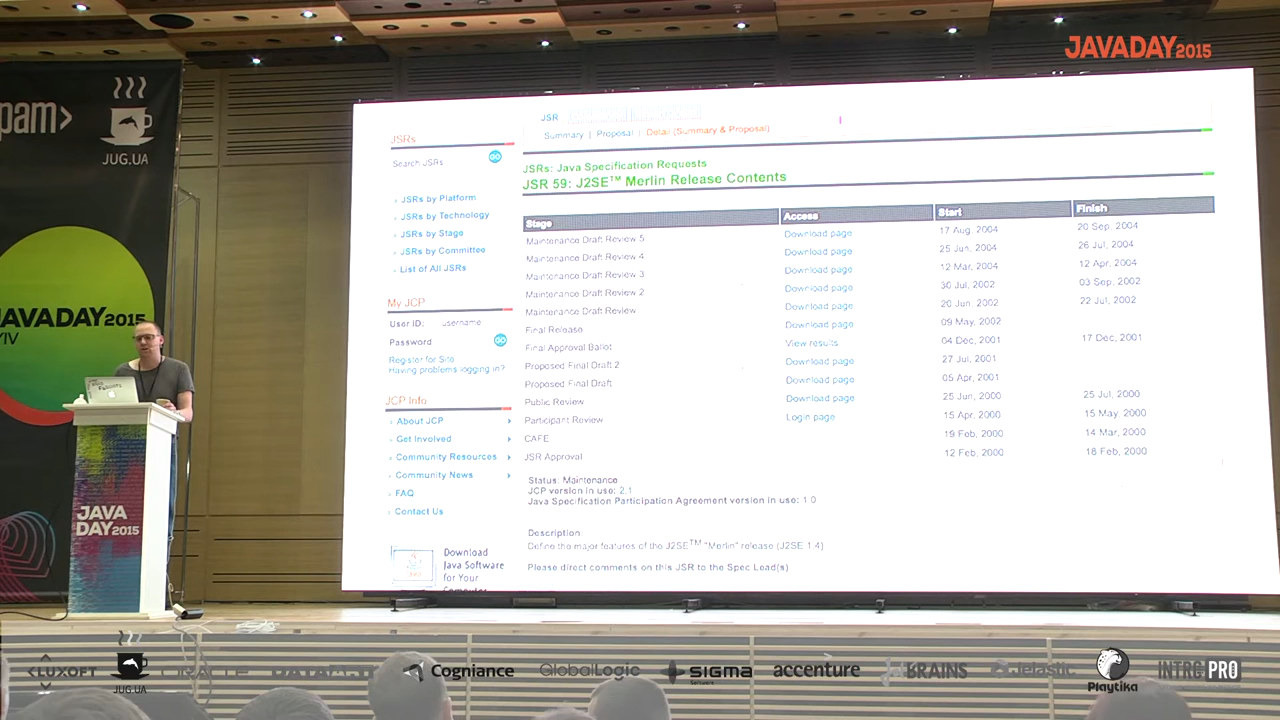 JAVADAY2015
pam>
JUG.UA
JAVADAY2015
IV
JAVA
DAY2015
JSR
Summary | Proposal | Detail (Summary & Proposal)
JSRs
Search JSRs GO
JSRs by Platform
JSRs by Technology
JSRs by Stage
JSRs by Committee
List of All JSRs
My JCP
User ID: username
Password GO
Register for Site
Having problems logging in?
JCP Info
About JCP
Get Involved
Community Resources
Community News
FAQ
Contact Us
Download
Java Software
for Your
Computer
JSRs: Java Specification Requests
JSR 59: J2SE™ Merlin Release Contents
Stage Access Start Finish
Maintenance Draft Review 5 Download page 17 Aug, 2004 20 Sep, 2004
Maintenance Draft Review 4 Download page 25 Jun, 2004 26 Jul, 2004
Maintenance Draft Review 3 Download page 12 Mar, 2004 12 Apr, 2004
Maintenance Draft Review 2 Download page 30 Jul, 2002 03 Sep, 2002
Maintenance Draft Review Download page 20 Jun, 2002 22 Jul, 2002
Final Release Download page 09 May, 2002
Final Approval Ballot View results 04 Dec, 2001 17 Dec, 2001
Proposed Final Draft 2 Download page 27 Jul, 2001
Proposed Final Draft Download page 05 Apr, 2001
Public Review Download page 25 Jun, 2000 25 Jul, 2000
Participant Review Login page 15 Apr, 2000 15 May, 2000
CAFE 19 Feb, 2000 14 Mar, 2000
JSR Approval 12 Feb, 2000 18 Feb, 2000
Status: Maintenance
JCP version in use: 2.1
Java Specification Participation Agreement version in use: 1.0
Description
Define the major features of the J2SE™ "Merlin" release (J2SE 1.4)
Please direct comments on this JSR to the Spec Lead(s)
LUXOFT JUG.UA Cogniance GlobalLogic SIGMA Software accenture BRAINS Jelastic Playtika INTROPRO